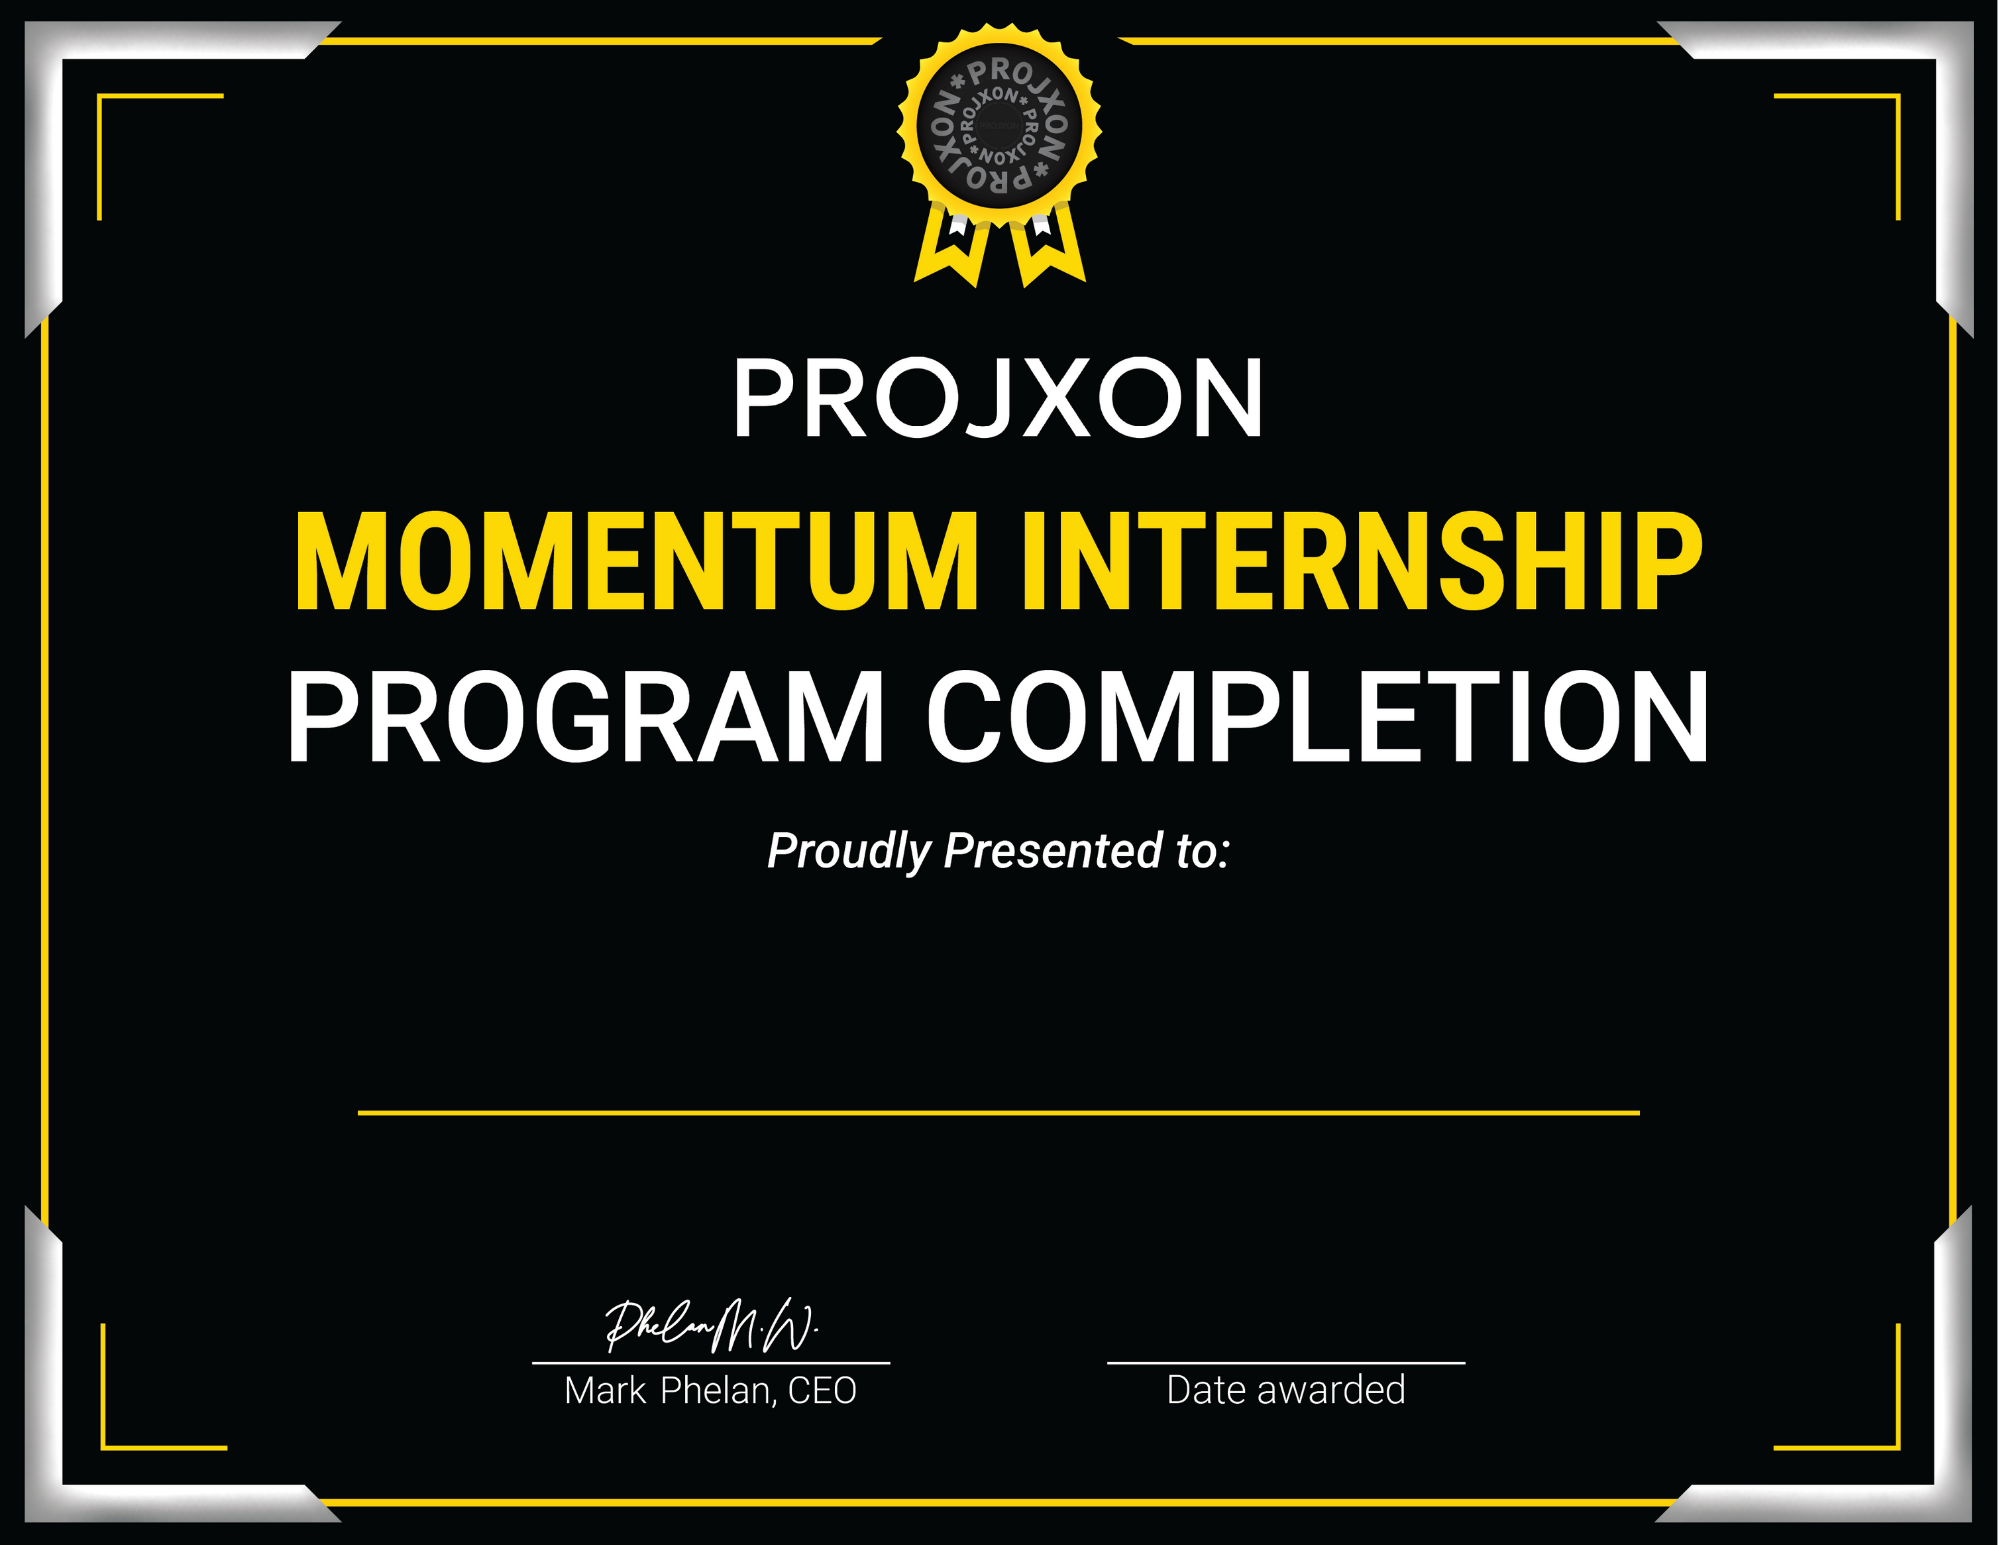 *PROJXON*PROJXON
*PROJXON*PROJXON
PROJXON
MOMENTUM INTERNSHIP
PROGRAM COMPLETION
Proudly Presented to:
Phelan M.W.
Mark Phelan, CEO
Date awarded